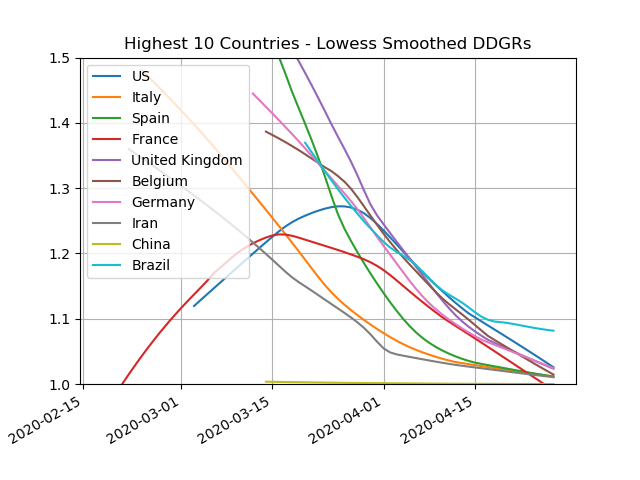 Highest 10 Countries - Lowess Smoothed DDGRs
1.5
1.4
1.3
1.2
1.1
1.0
US
Italy
Spain
France
United Kingdom
Belgium
Germany
Iran
China
Brazil
2020-02-15
2020-03-01
2020-03-15
2020-04-01
2020-04-15